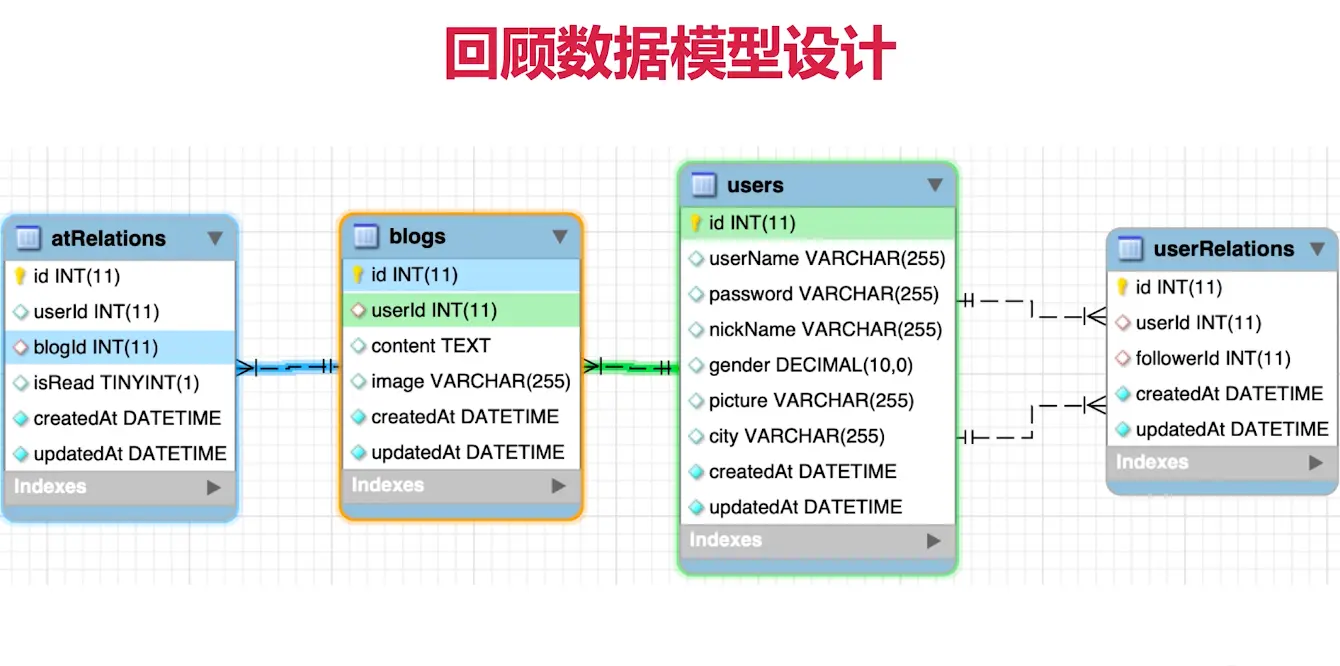 回顾数据模型设计
atRelations
id INT(11)
userId INT(11)
blogId INT(11)
isRead TINYINT(1)
createdAt DATETIME
updatedAt DATETIME
Indexes
blogs
id INT(11)
userId INT(11)
content TEXT
image VARCHAR(255)
createdAt DATETIME
updatedAt DATETIME
Indexes
users
id INT(11)
userName VARCHAR(255)
password VARCHAR(255)
nickName VARCHAR(255)
gender DECIMAL(10,0)
picture VARCHAR(255)
city VARCHAR(255)
createdAt DATETIME
updatedAt DATETIME
Indexes
userRelations
id INT(11)
userId INT(11)
followerId INT(11)
createdAt DATETIME
updatedAt DATETIME
Indexes